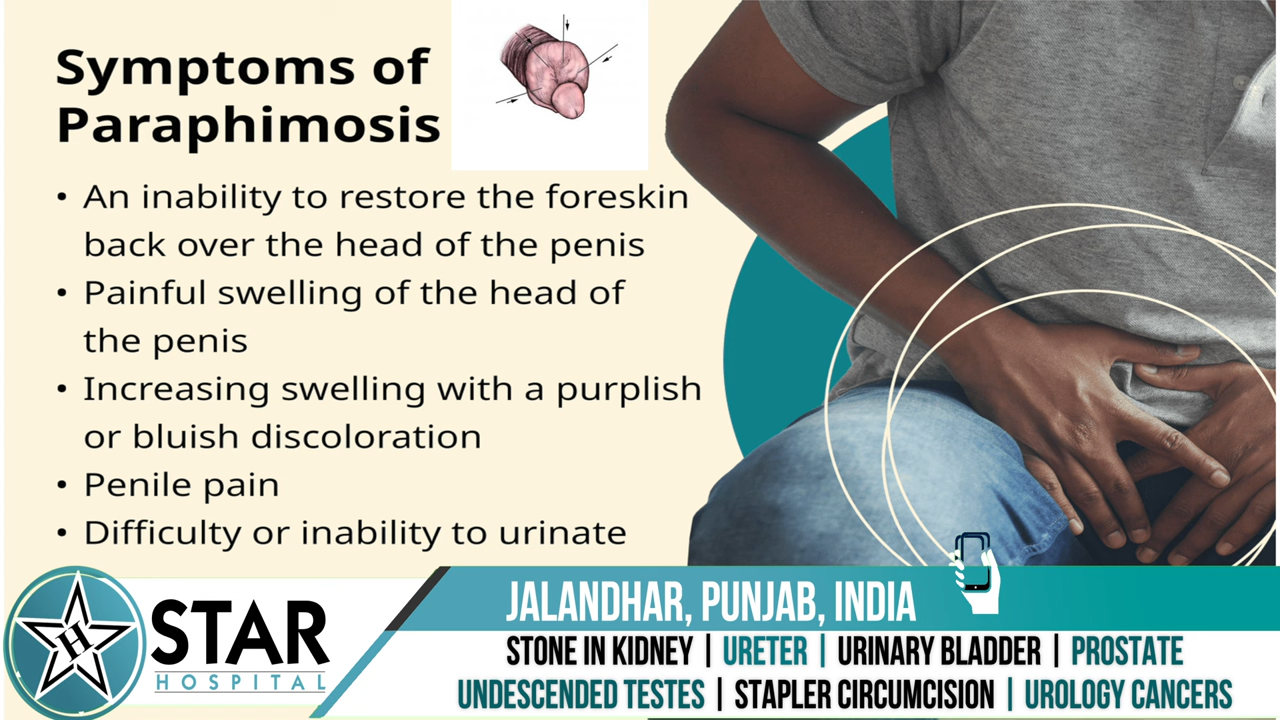 Symptoms of
Paraphimosis
• An inability to restore the foreskin
back over the head of the penis
• Painful swelling of the head of
the penis
• Increasing swelling with a purplish
or bluish discoloration
• Penile pain
• Difficulty or inability to urinate
H
STAR
HOSPITAL
JALANDHAR, PUNJAB, INDIA
STONE IN KIDNEY | URETER | URINARY BLADDER | PROSTATE
UNDESCENDED TESTES | STAPLER CIRCUMCISION | UROLOGY CANCERS